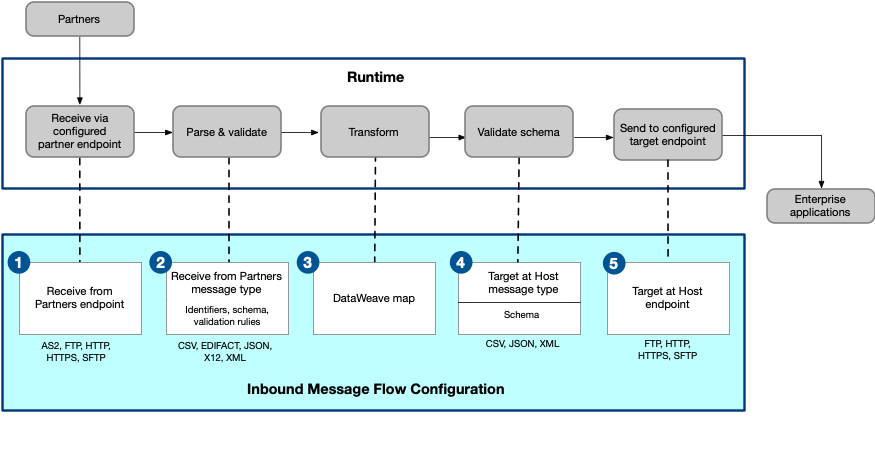 Partners
Runtime
Receive via
configured
partner endpoint
Parse & validate
Transform
Validate schema
Send to configured
target endpoint
Enterprise
applications
1
Receive from
Partners endpoint
AS2, FTP, HTTP,
HTTPS, SFTP
2
Receive from Partners
message type
Identifiers, schema,
validation rulies
CSV, EDIFACT, JSON,
X12, XML
3
DataWeave map
4
Target at Host
message type
Schema
CSV, JSON, XML
5
Target at Host
endpoint
FTP, HTTP,
HTTPS, SFTP
Inbound Message Flow Configuration